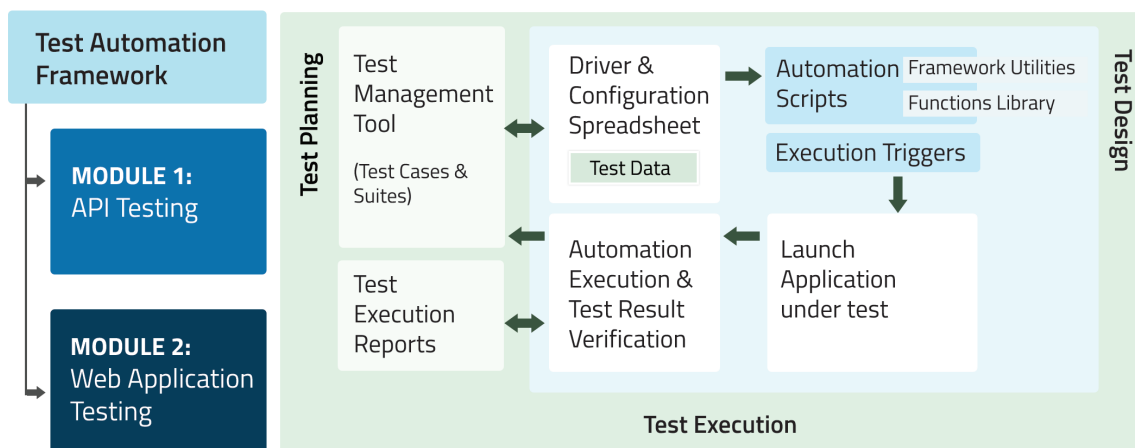 Test Automation
Framework
MODULE 1:
API Testing
MODULE 2:
Web Application
Testing
Test Planning
Test
Management
Tool
(Test Cases &
Suites)
Test
Execution
Reports
Driver &
Configuration
Spreadsheet
Test Data
Automation
Execution &
Test Result
Verification
Automation
Scripts
Framework Utilities
Functions Library
Execution Triggers
Launch
Application
under test
Test Design
Test Execution